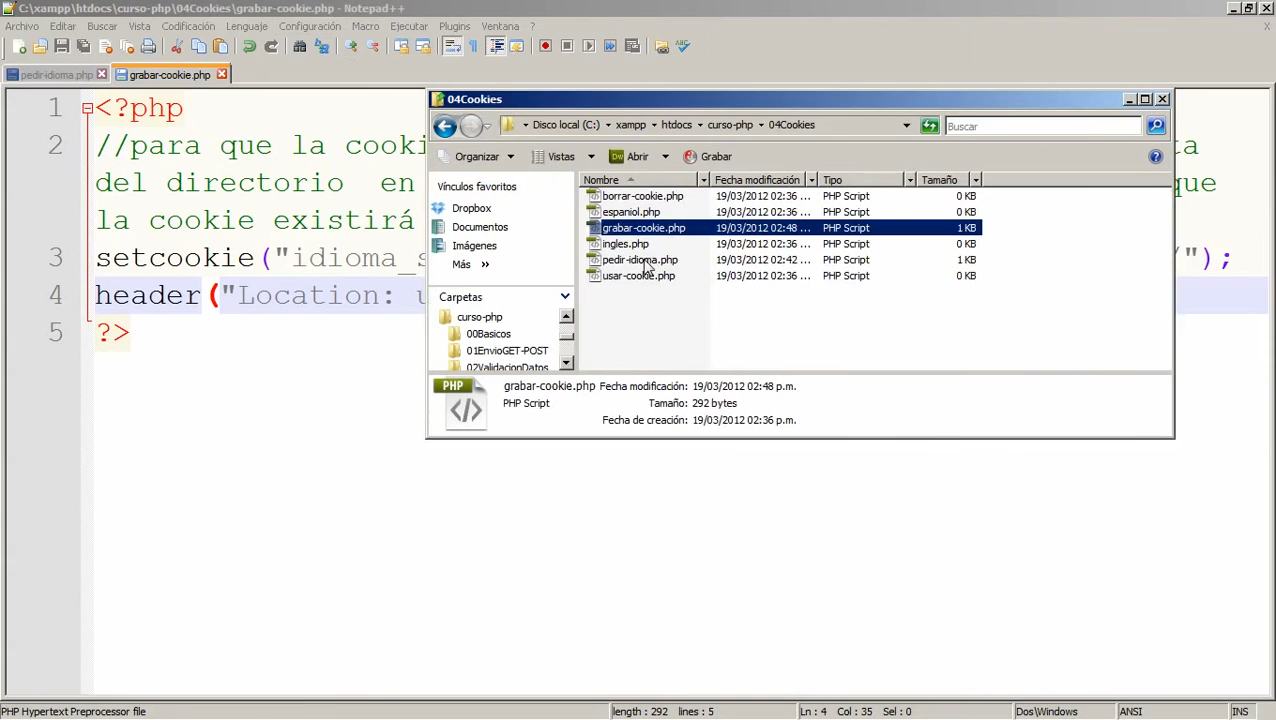 C:\xampp\htdocs\curso-php\04Cookies\grabar-cookie.php - Notepad++
Archivo Editar Buscar Vista Codificación Lenguaje Configuración Macro Ejecutar Plugins Ventana ? X
pedir-idioma.php grabar-cookie.php
1 <?php
2 //para que la cooki ta
del directorio en que
la cookie existirá
3 setcookie("idioma_s /");
4 header("Location: u
5 ?>
04Cookies
Disco local (C:) xampp htdocs curso-php 04Cookies Buscar
Organizar Vistas Dw Abrir Grabar
Vínculos favoritos
Dropbox
Documentos
Imágenes
Más »
Carpetas
curso-php
00Basicos
01EnvioGET-POST
02ValidacionDatos
Nombre Fecha modificación Tipo Tamaño
borrar-cookie.php 19/03/2012 02:36 ... PHP Script 0 KB
espaniol.php 19/03/2012 02:36 ... PHP Script 0 KB
grabar-cookie.php 19/03/2012 02:48 ... PHP Script 1 KB
ingles.php 19/03/2012 02:36 ... PHP Script 0 KB
pedir-idioma.php 19/03/2012 02:42 ... PHP Script 1 KB
usar-cookie.php 19/03/2012 02:36 ... PHP Script 0 KB
PHP
grabar-cookie.php Fecha modificación: 19/03/2012 02:48 p.m.
PHP Script Tamaño: 292 bytes
Fecha de creación: 19/03/2012 02:36 p.m.
PHP Hypertext Preprocessor file length : 292 lines : 5 Ln : 4 Col : 35 Sel : 0 Dos\Windows ANSI INS